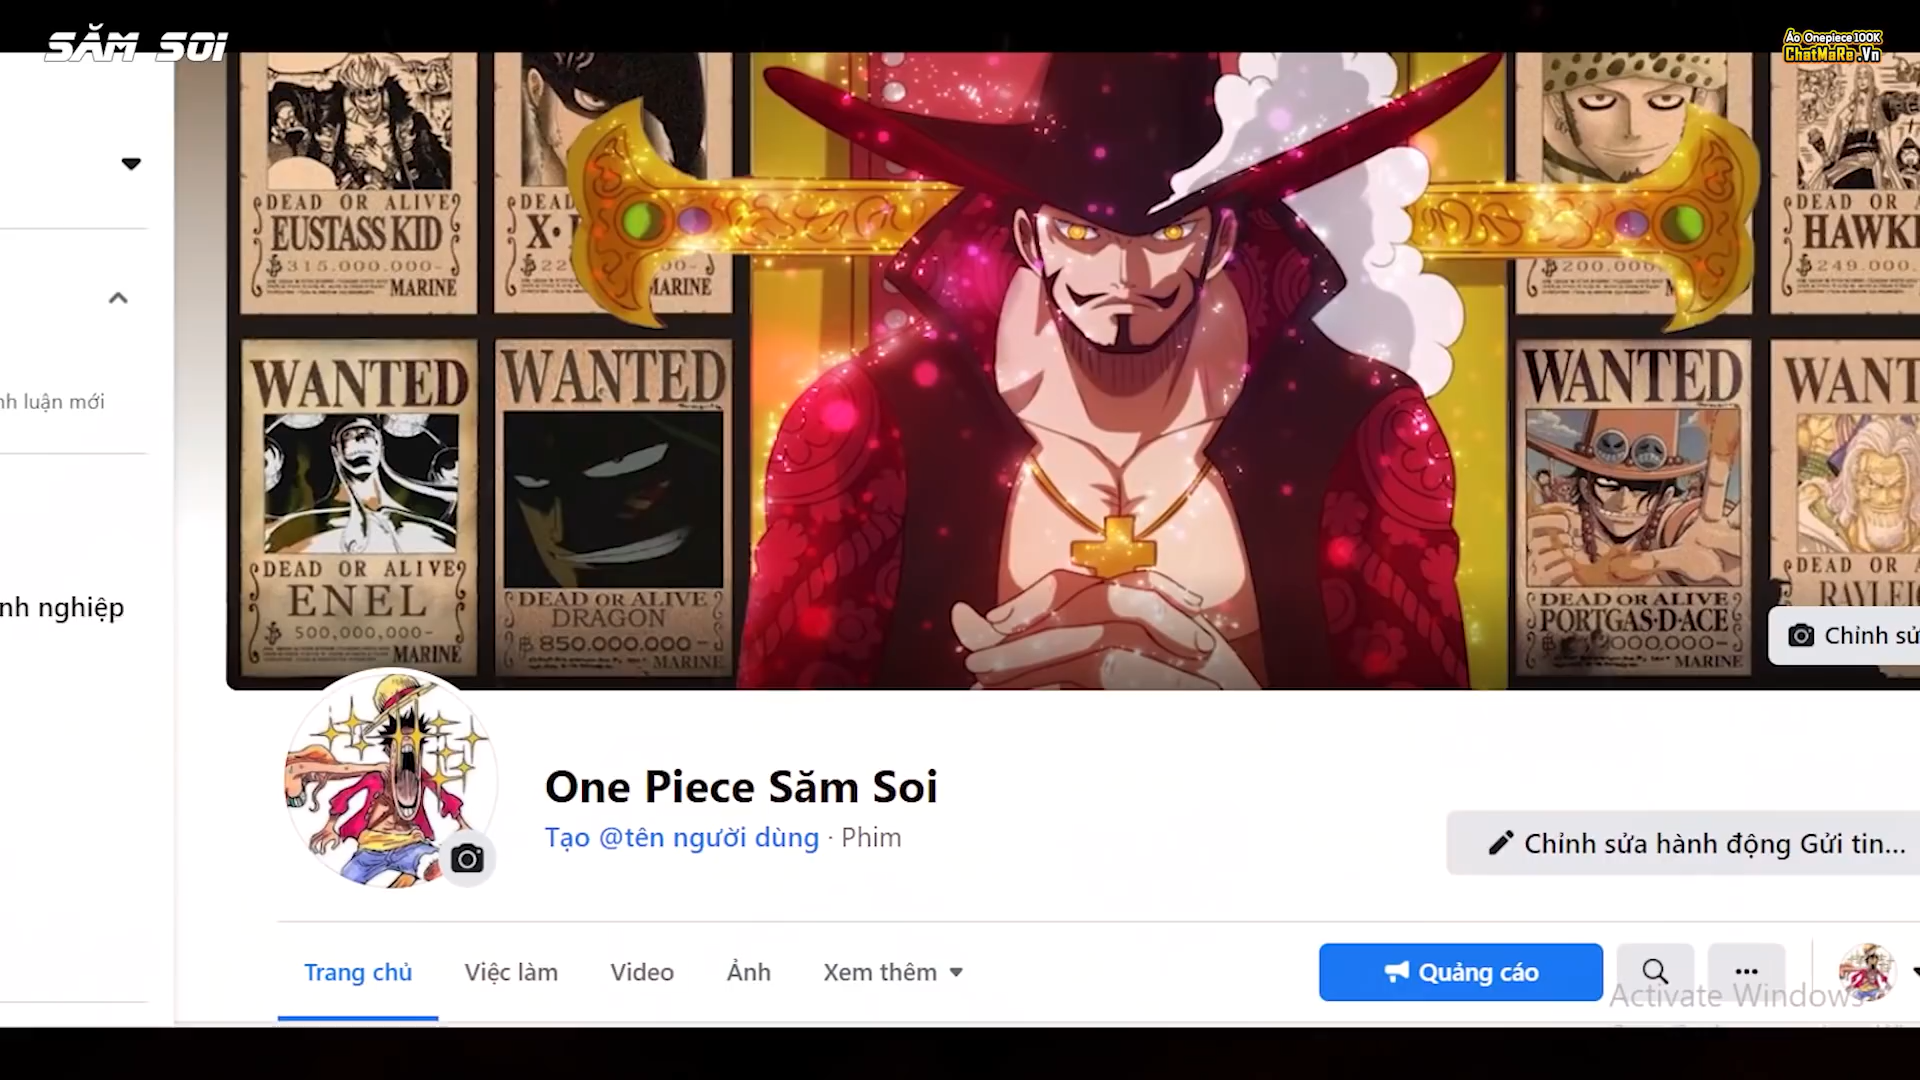 SĂM SOI
Áo Onepiece 100K
ChatMaRa.Vn
DEAD OR ALIVE
EUSTASS KID
315.000.000-
MARINE
DEAD
X•
MARINE
200.000
DEAD OR
HAWK
249.000.
WANTED
DEAD OR ALIVE
ENEL
500,000,000-
MARINE
WANTED
DEAD OR ALIVE
DRAGON
850.000.000-
MARINE
WANTED
DEAD OR ALIVE
PORTGAS•D•ACE
MARINE
WANT
DEAD OR
RAYLEI
nh luận mới
nh nghiệp
Chỉnh sử
One Piece Săm Soi
Tạo @tên người dùng · Phim
Chỉnh sửa hành động Gửi tin...
Trang chủ
Việc làm
Video
Ảnh
Xem thêm
Quảng cáo
Activate Windows